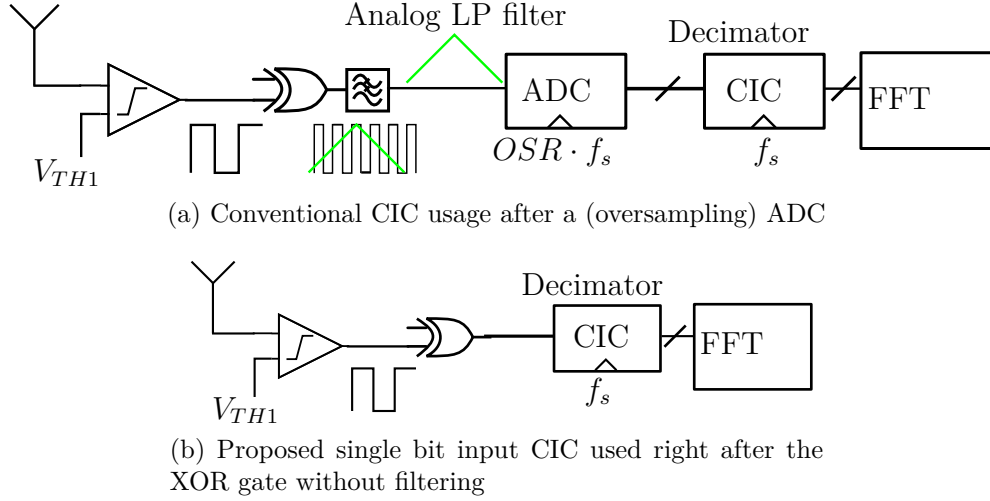 Analog LP filter
Decimator
ADC
CIC
FFT
V_{TH1}
OSR · f_s
f_s
(a) Conventional CIC usage after a (oversampling) ADC
Decimator
CIC
FFT
V_{TH1}
f_s
(b) Proposed single bit input CIC used right after the
XOR gate without filtering